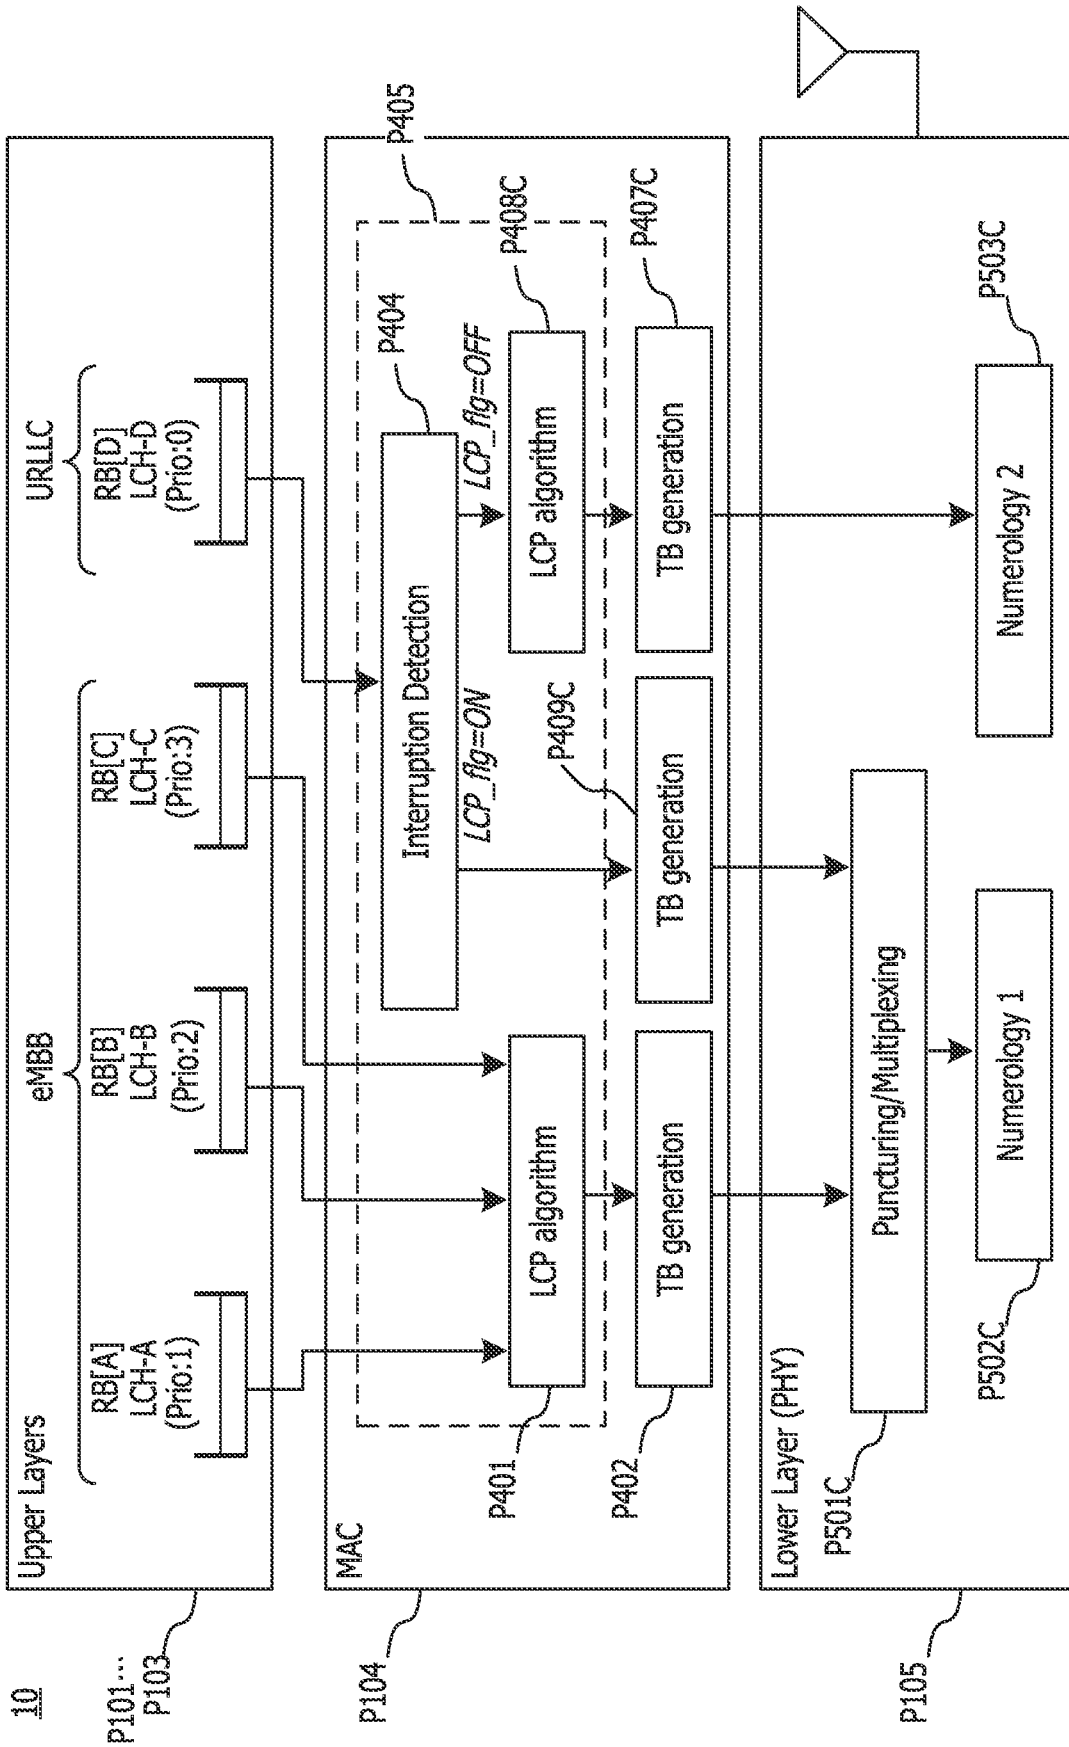 10
P101…
P103
Upper Layers
eMBB
URLLC
RB[A]
LCH-A
(Prio:1)
RB[B]
LCH-B
(Prio:2)
RB[C]
LCH-C
(Prio:3)
RB[D]
LCH-D
(Prio:0)
P104
MAC
P405
P404
Interruption Detection
LCP_flg=ON
LCP_flg=OFF
P401
LCP algorithm
P408C
LCP algorithm
P402
TB generation
P409C
TB generation
P407C
TB generation
P105
Lower Layer (PHY)
P501C
Puncturing/Multiplexing
P502C
Numerology 1
P503C
Numerology 2